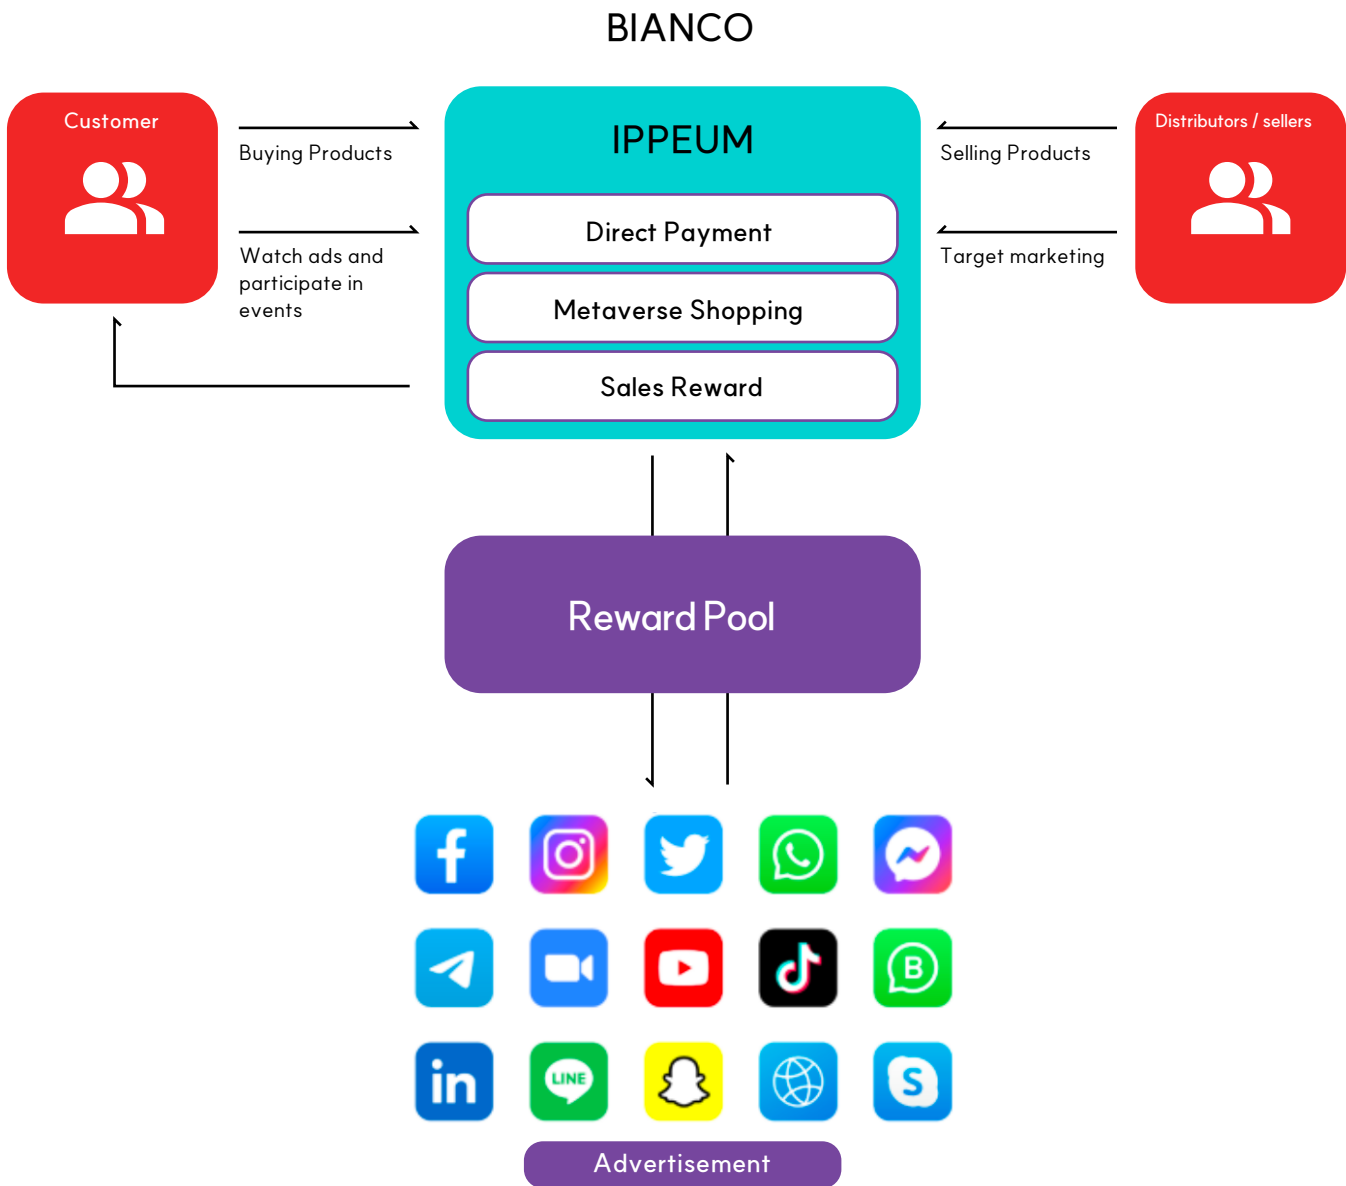 BIANCO
Customer
Buying Products
Watch ads and
participate in
events
IPPEUM
Direct Payment
Metaverse Shopping
Sales Reward
Distributors / sellers
Selling Products
Target marketing
Reward Pool
B
in
LINE
S
Advertisement